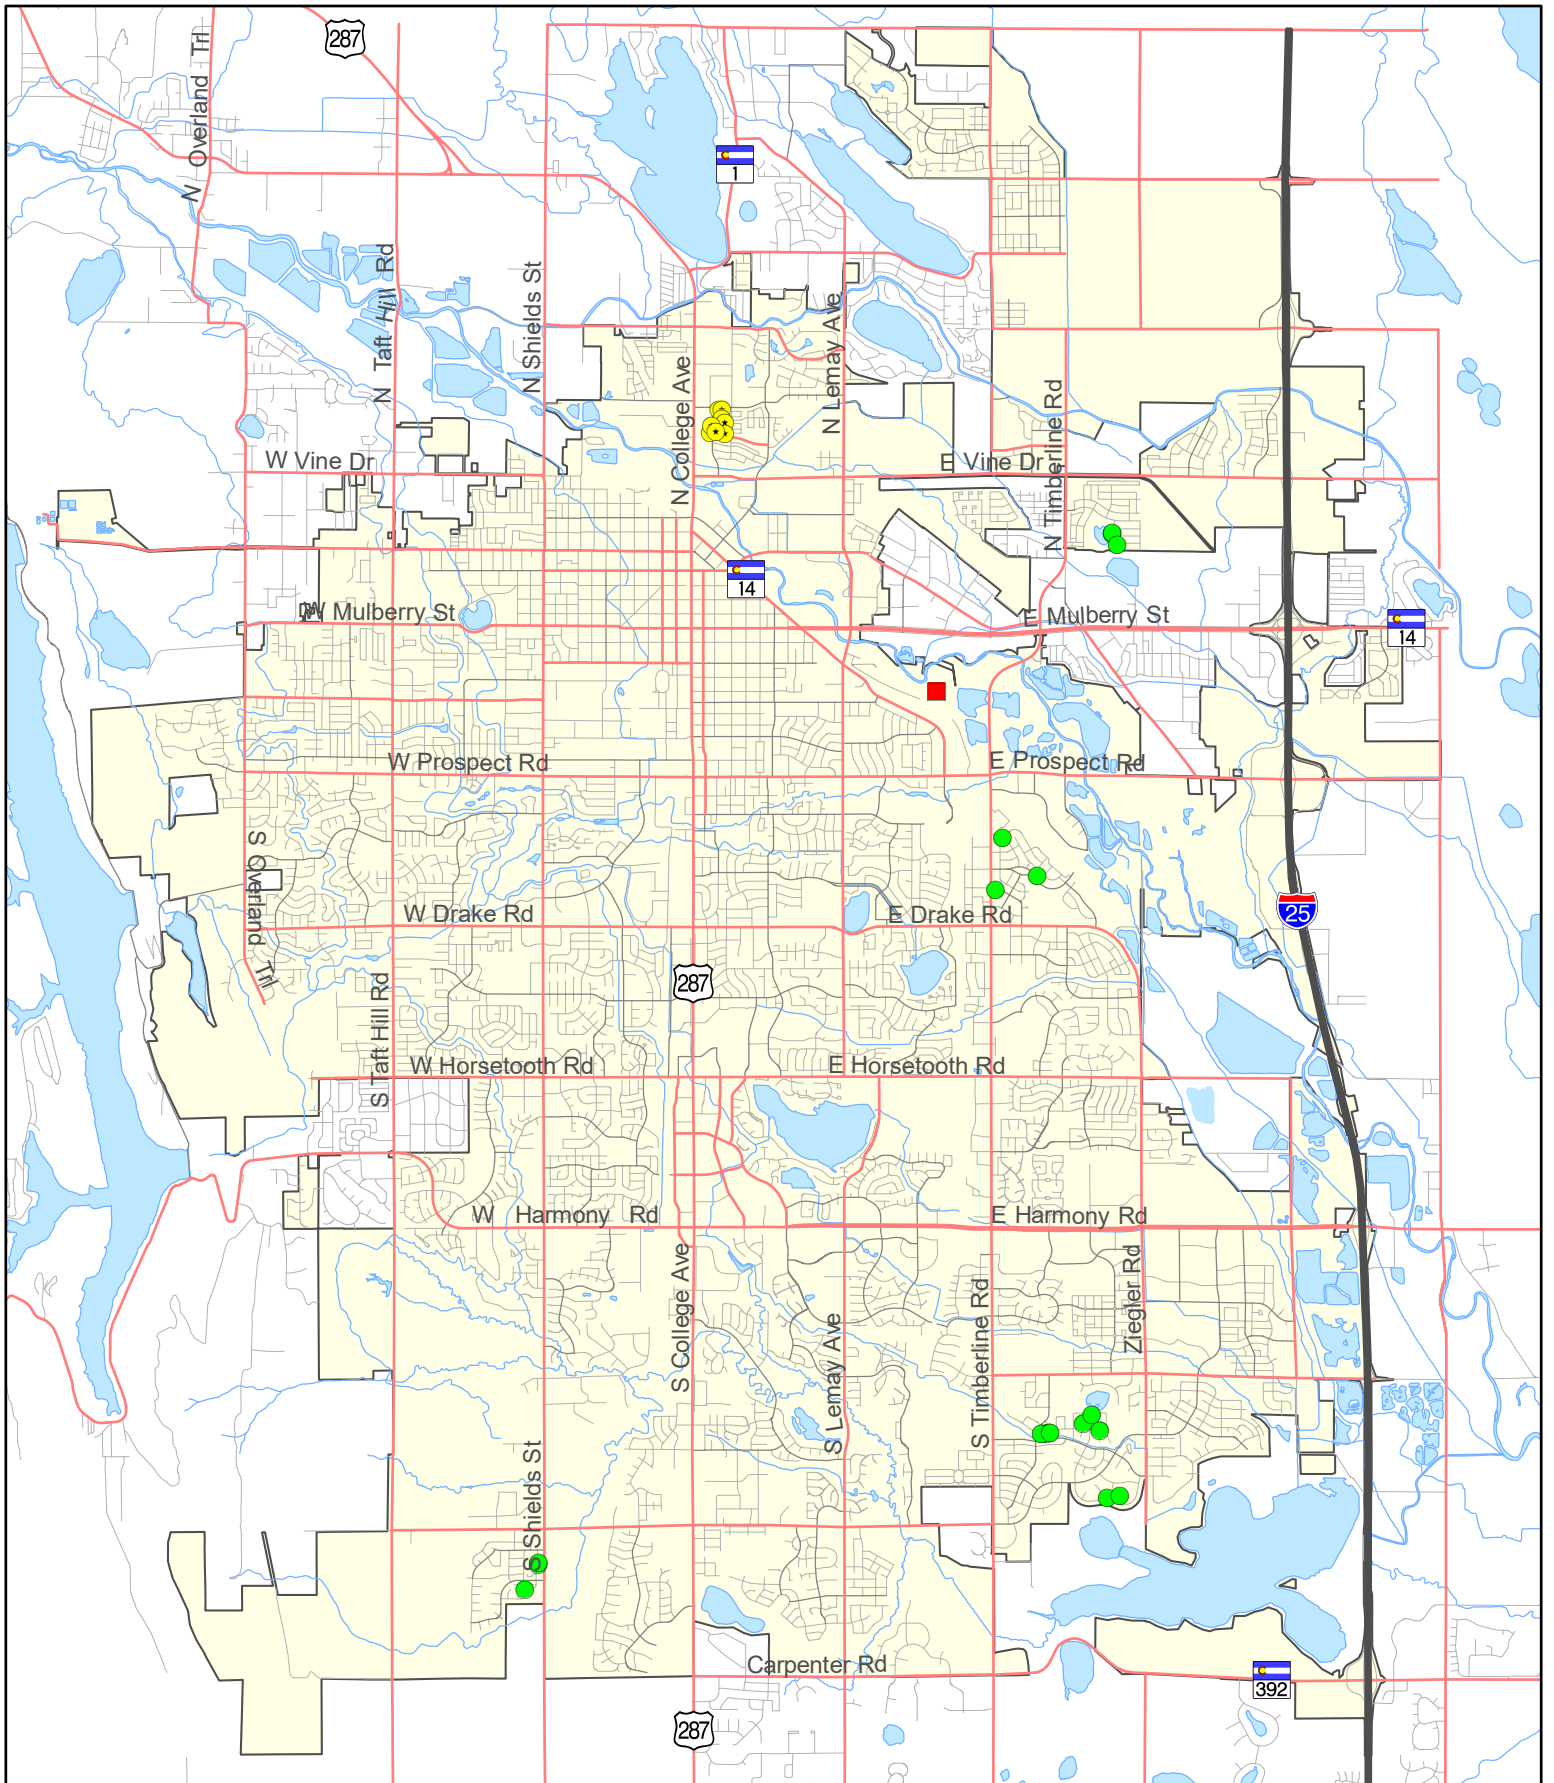 287
N Overland Trl
1
N Taft Hill Rd
N Shields St
N College Ave
N Lemay Ave
N Timberline Rd
W Vine Dr
E Vine Dr
14
W Mulberry St
E Mulberry St
14
W Prospect Rd
E Prospect Rd
S Overland Trl
W Drake Rd
E Drake Rd
25
287
S Taft Hill Rd
W Horsetooth Rd
E Horsetooth Rd
W Harmony Rd
E Harmony Rd
S College Ave
S Lemay Ave
S Timberline Rd
Ziegler Rd
S Shields St
Carpenter Rd
392
287